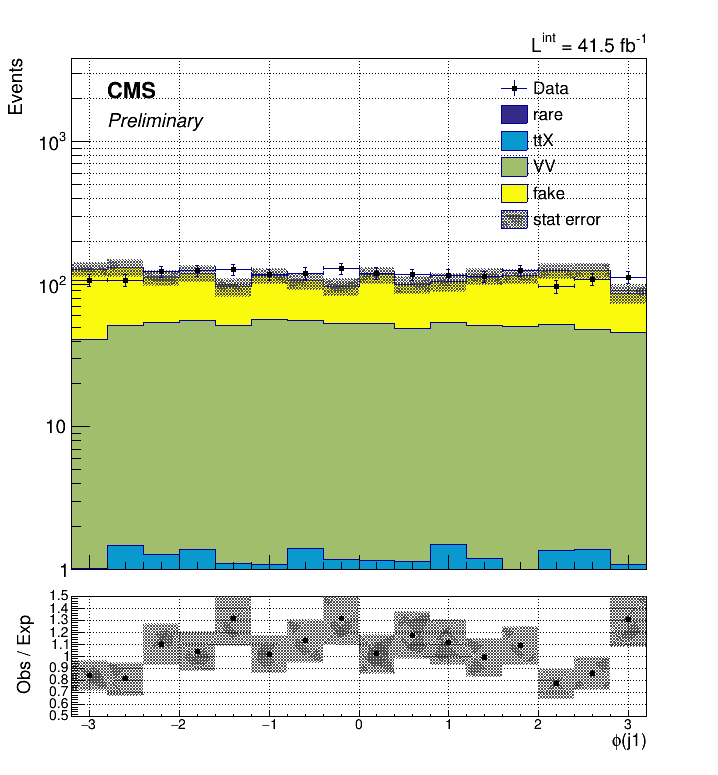 L^int = 41.5 fb^-1
Events
CMS
Preliminary
Data
rare
ttX
VV
fake
stat error
10^3
10^2
10
1
Obs / Exp
1.5
1.4
1.3
1.2
1.1
1
0.9
0.8
0.7
0.6
0.5
−3 −2 −1 0 1 2 3
ϕ(j1)